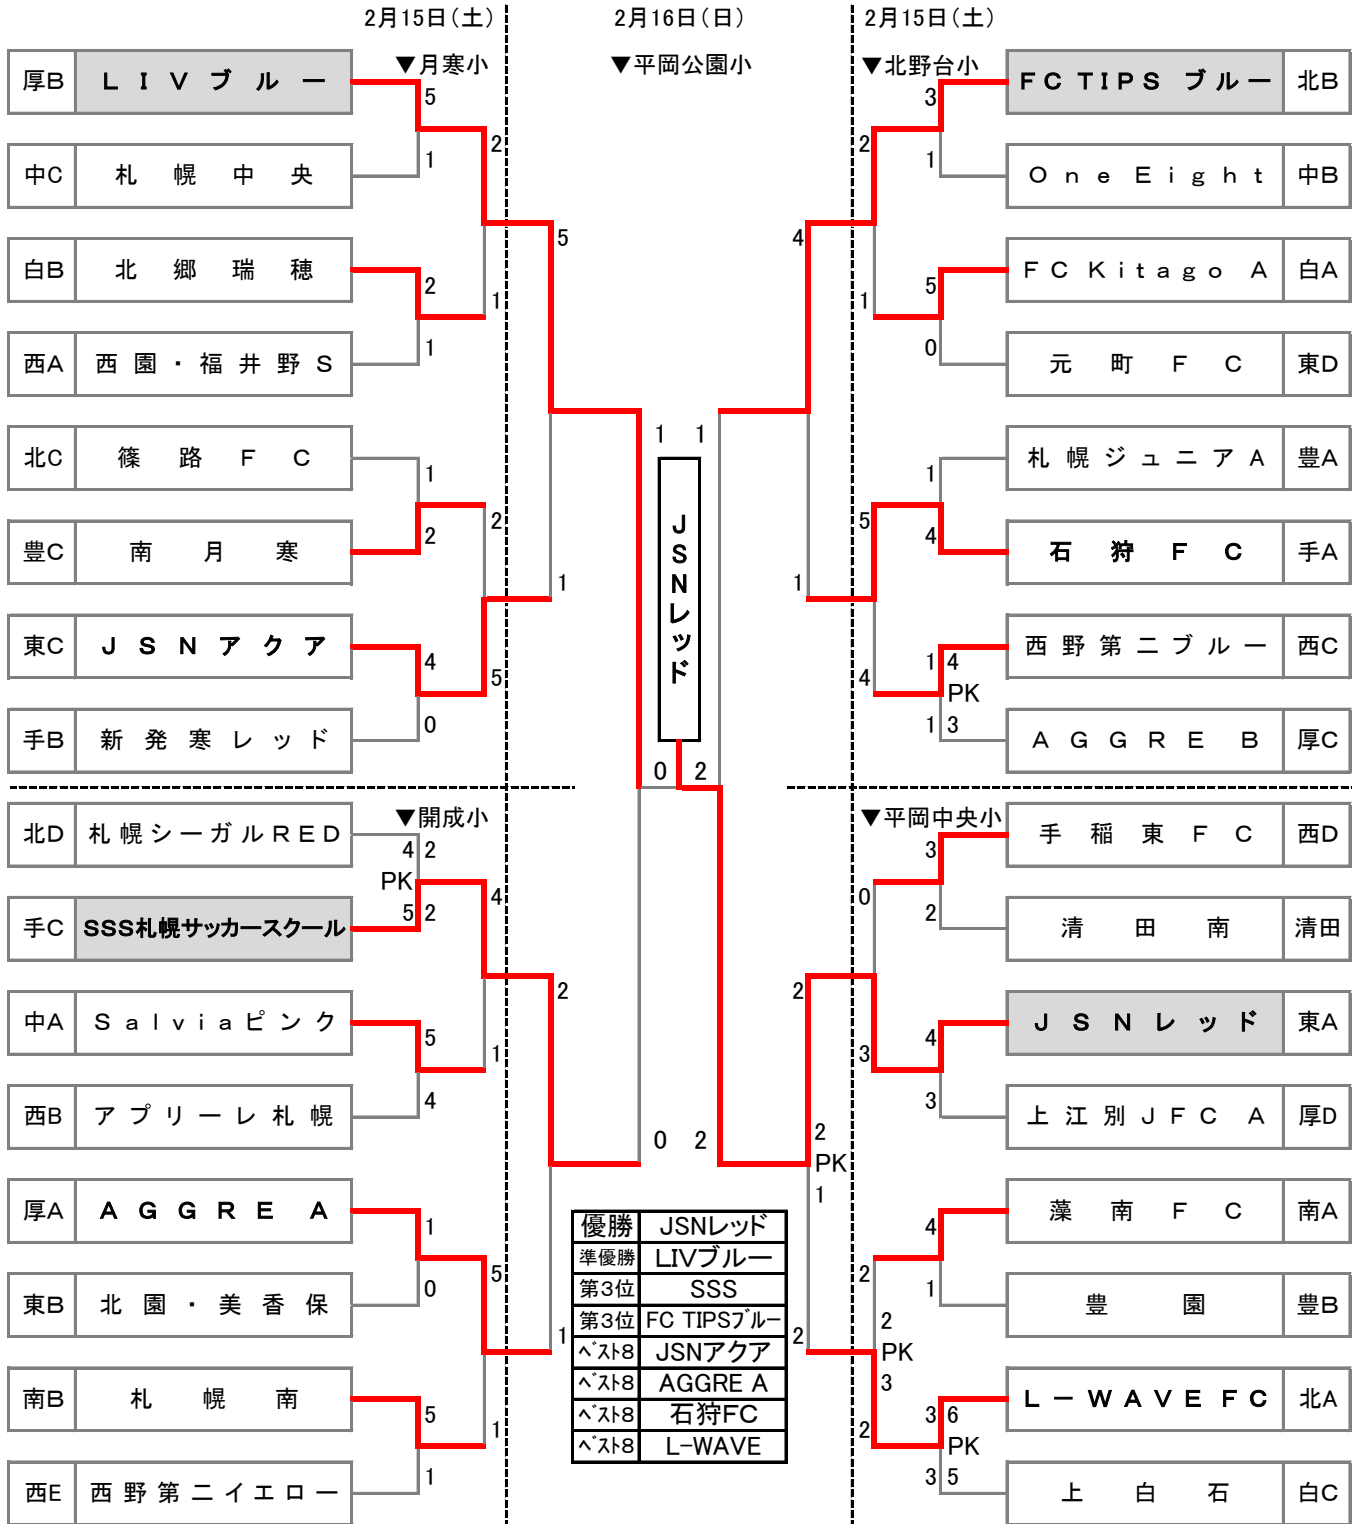 2月15日(土)
2月16日(日)
2月15日(土)
▼月寒小
▼平岡公園小
▼北野台小
厚B LIVブルー
5
2
1
中C 札幌中央
白B 北郷瑞穂
2
1
1
西A 西園・福井野S
5
北C 篠路FC
1
2
2
豊C 南月寒
1
東C JSNアクア
4
5
0
手B 新発寒レッド
FC TIPS ブルー 北B
3
2
1
One Eight 中B
4
FC Kitago A 白A
5
1
0
元町FC 東D
札幌ジュニアA 豊A
1
5
4
石狩FC 手A
1
西野第二ブルー 西C
1 4
4
PK
1 3
AGGRE B 厚C
1 1
JSNレッド
0 2
▼開成小
▼平岡中央小
北D 札幌シーガルRED
4 2
PK
5 2
4
手C SSS札幌サッカースクール
2
中A Salviaピンク
5
1
4
西B アプリーレ札幌
0 2
厚A AGGRE A
1
5
0
東B 北園・美香保
1
南B 札幌南
5
1
1
西E 西野第二イエロー
手稲東FC 西D
3
0
2
清田南 清田
2
JSNレッド 東A
4
3
3
上江別JFC A 厚D
2
PK
1
藻南FC 南A
4
2
1
豊園 豊B
2
PK
3
2
L-WAVE FC 北A
3 6
2
PK
3 5
上白石 白C
優勝 JSNレッド
準優勝 LIVブルー
第3位 SSS
第3位 FC TIPSブルー
ベスト8 JSNアクア
ベスト8 AGGRE A
ベスト8 石狩FC
ベスト8 L-WAVE